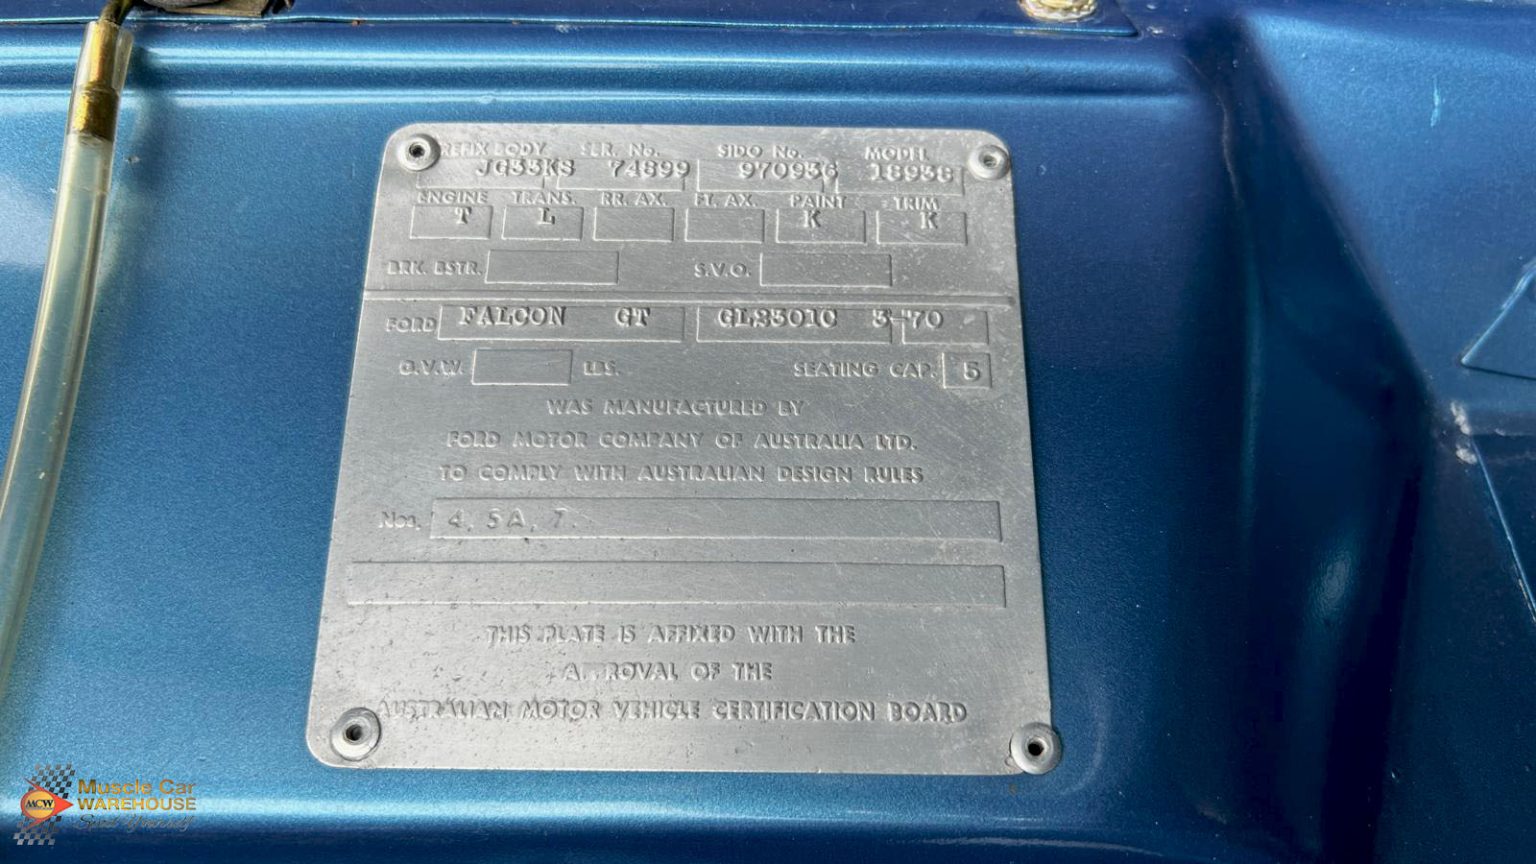 PREFIX BODY SER. No. SIDO No. MODEL
JG33KS 74899 970936 18938
ENGINE TRANS. RR. AX. FT. AX. PAINT TRIM
T L K K
BRK. ESTR. S.V.O.
FORD FALCON GT GL2301C 3-70
G.V.W. LBS. SEATING CAP. 5
WAS MANUFACTURED BY
FORD MOTOR COMPANY OF AUSTRALIA LTD.
TO COMPLY WITH AUSTRALIAN DESIGN RULES
Nos. 4, 5A, 7.
THIS PLATE IS AFFIXED WITH THE
APPROVAL OF THE
AUSTRALIAN MOTOR VEHICLE CERTIFICATION BOARD
MCW Muscle Car
WAREHOUSE